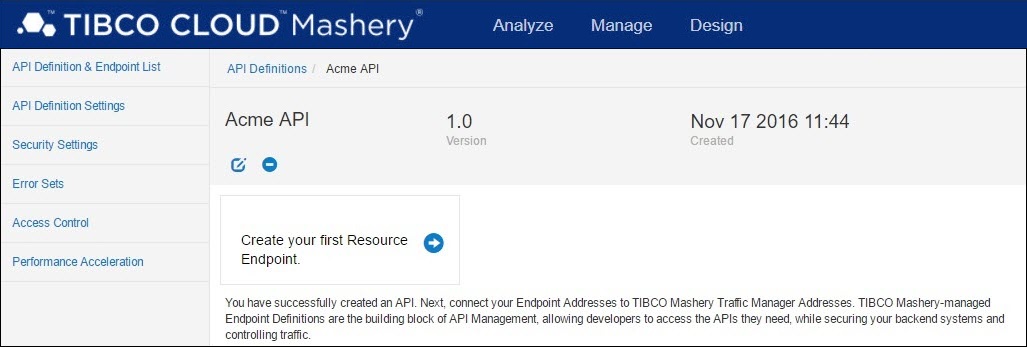 TIBCO CLOUD™ Mashery®
Analyze
Manage
Design
API Definition & Endpoint List
API Definition Settings
Security Settings
Error Sets
Access Control
Performance Acceleration
API Definitions / Acme API
Acme API
1.0
Version
Nov 17 2016 11:44
Created
Create your first Resource
Endpoint.
You have successfully created an API. Next, connect your Endpoint Addresses to TIBCO Mashery Traffic Manager Addresses. TIBCO Mashery-managed
Endpoint Definitions are the building block of API Management, allowing developers to access the APIs they need, while securing your backend systems and
controlling traffic.